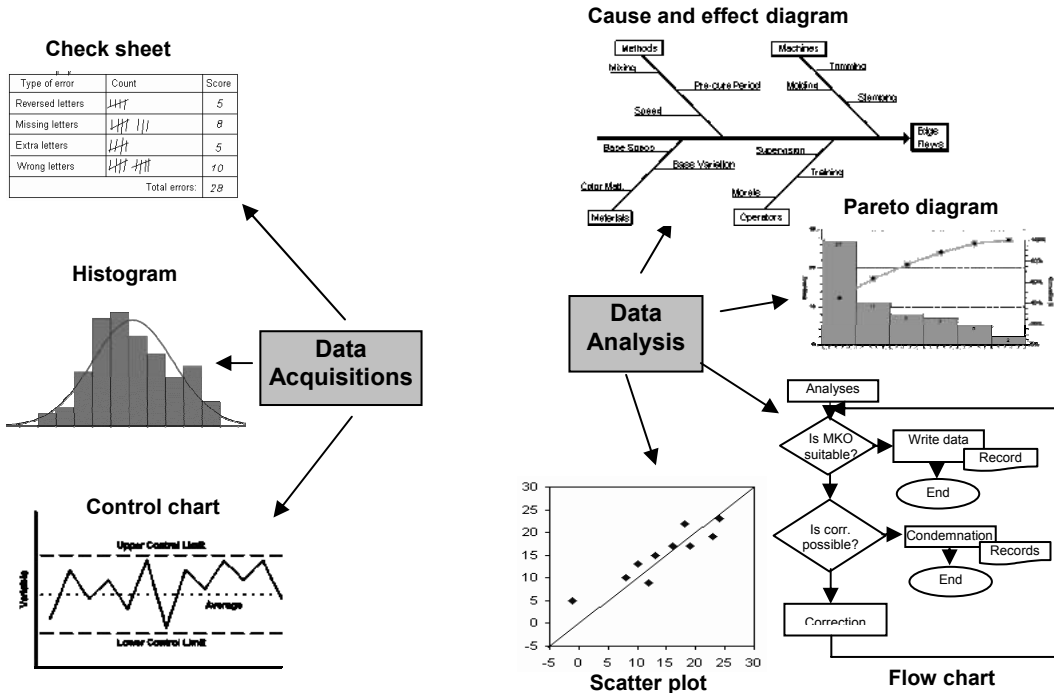 Cause and effect diagram
Check sheet
Type of error Count Score
Reversed letters 5
Missing letters 8
Extra letters 5
Wrong letters 10
Total errors: 28
Methods
Machines
Mixing
Trimming
Pre-cure Period
Molding
Speed
Stamping
Edge
Flaws
Supervision
Base Variation
Training
Color Matl.
Morale
Materials
Operators
Pareto diagram
Histogram
Data
Acquisitions
Data
Analysis
Analyses
Is MKO
suitable?
Write data
Record
End
Is corr.
possible?
Condemnation
Records
End
Correction
Flow chart
Control chart
Upper Control Limit
Variable
Average
Lower Control Limit
30
25
20
15
10
5
0
-5
-5 0 5 10 15 20 25 30
Scatter plot